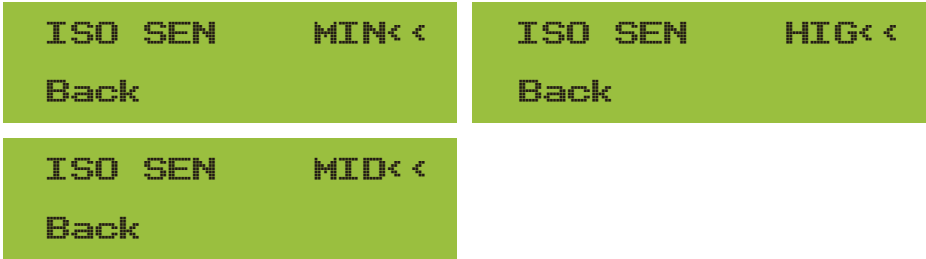 ISO SEN MIN<<
Back
ISO SEN HIG<<
Back
ISO SEN MID<<
Back